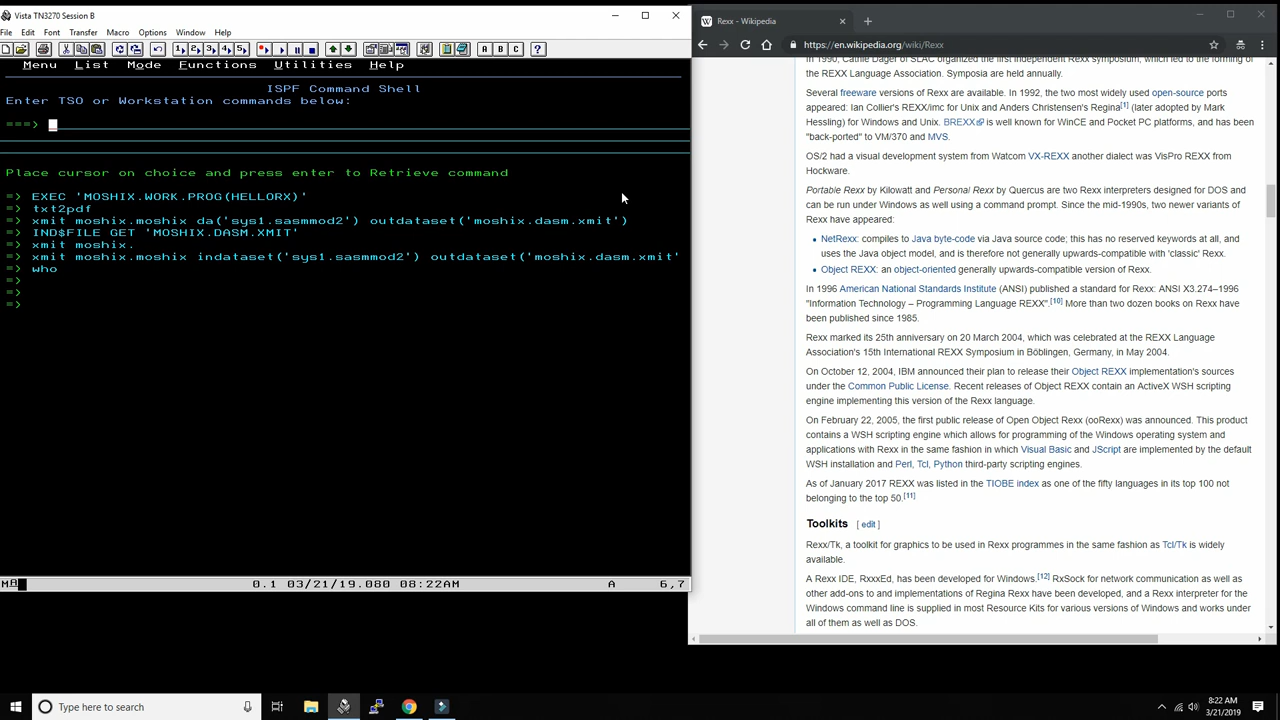 Vista TN3270 Session B
File Edit Font Transfer Macro Options Window Help
Menu List Mode Functions Utilities Help
ISPF Command Shell
Enter TSO or Workstation commands below:
===>
Place cursor on choice and press enter to Retrieve command
=> EXEC 'MOSHIX.WORK.PROG(HELLORX)'
=> txt2pdf
=> xmit moshix.moshix da('sys1.sasmmod2') outdataset('moshix.dasm.xmit')
=> IND$FILE GET 'MOSHIX.DASM.XMIT'
=> xmit moshix.
=> xmit moshix.moshix indataset('sys1.sasmmod2') outdataset('moshix.dasm.xmit'
=> who
=>
=>
=>
0.1 03/21/19.080 08:22AM A 6,7
Rexx - Wikipedia
https://en.wikipedia.org/wiki/Rexx
In 1990, Cathie Dager of SLAC organized the first independent Rexx symposium, which led to the forming of
the REXX Language Association. Symposia are held annually.
Several freeware versions of Rexx are available. In 1992, the two most widely used open-source ports
appeared: Ian Collier's REXX/imc for Unix and Anders Christensen's Regina[1] (later adopted by Mark
Hessling) for Windows and Unix. BREXX is well known for WinCE and Pocket PC platforms, and has been
"back-ported" to VM/370 and MVS.
OS/2 had a visual development system from Watcom VX-REXX another dialect was VisPro REXX from
Hockware.
Portable Rexx by Kilowatt and Personal Rexx by Quercus are two Rexx interpreters designed for DOS and
can be run under Windows as well using a command prompt. Since the mid-1990s, two newer variants of
Rexx have appeared:
• NetRexx: compiles to Java byte-code via Java source code; this has no reserved keywords at all, and
uses the Java object model, and is therefore not generally upwards-compatible with 'classic' Rexx.
• Object REXX: an object-oriented generally upwards-compatible version of Rexx.
In 1996 American National Standards Institute (ANSI) published a standard for Rexx: ANSI X3.274–1996
"Information Technology – Programming Language REXX".[10] More than two dozen books on Rexx have
been published since 1985.
Rexx marked its 25th anniversary on 20 March 2004, which was celebrated at the REXX Language
Association's 15th International REXX Symposium in Böblingen, Germany, in May 2004.
On October 12, 2004, IBM announced their plan to release their Object REXX implementation's sources
under the Common Public License. Recent releases of Object REXX contain an ActiveX WSH scripting
engine implementing this version of the Rexx language.
On February 22, 2005, the first public release of Open Object Rexx (ooRexx) was announced. This product
contains a WSH scripting engine which allows for programming of the Windows operating system and
applications with Rexx in the same fashion in which Visual Basic and JScript are implemented by the default
WSH installation and Perl, Tcl, Python third-party scripting engines.
As of January 2017 REXX was listed in the TIOBE index as one of the fifty languages in its top 100 not
belonging to the top 50.[11]
Toolkits [ edit ]
Rexx/Tk, a toolkit for graphics to be used in Rexx programmes in the same fashion as Tcl/Tk is widely
available.
A Rexx IDE, RxxxEd, has been developed for Windows.[12] RxSock for network communication as well as
other add-ons to and implementations of Regina Rexx have been developed, and a Rexx interpreter for the
Windows command line is supplied in most Resource Kits for various versions of Windows and works under
all of them as well as DOS.
Type here to search
8:22 AM
3/21/2019